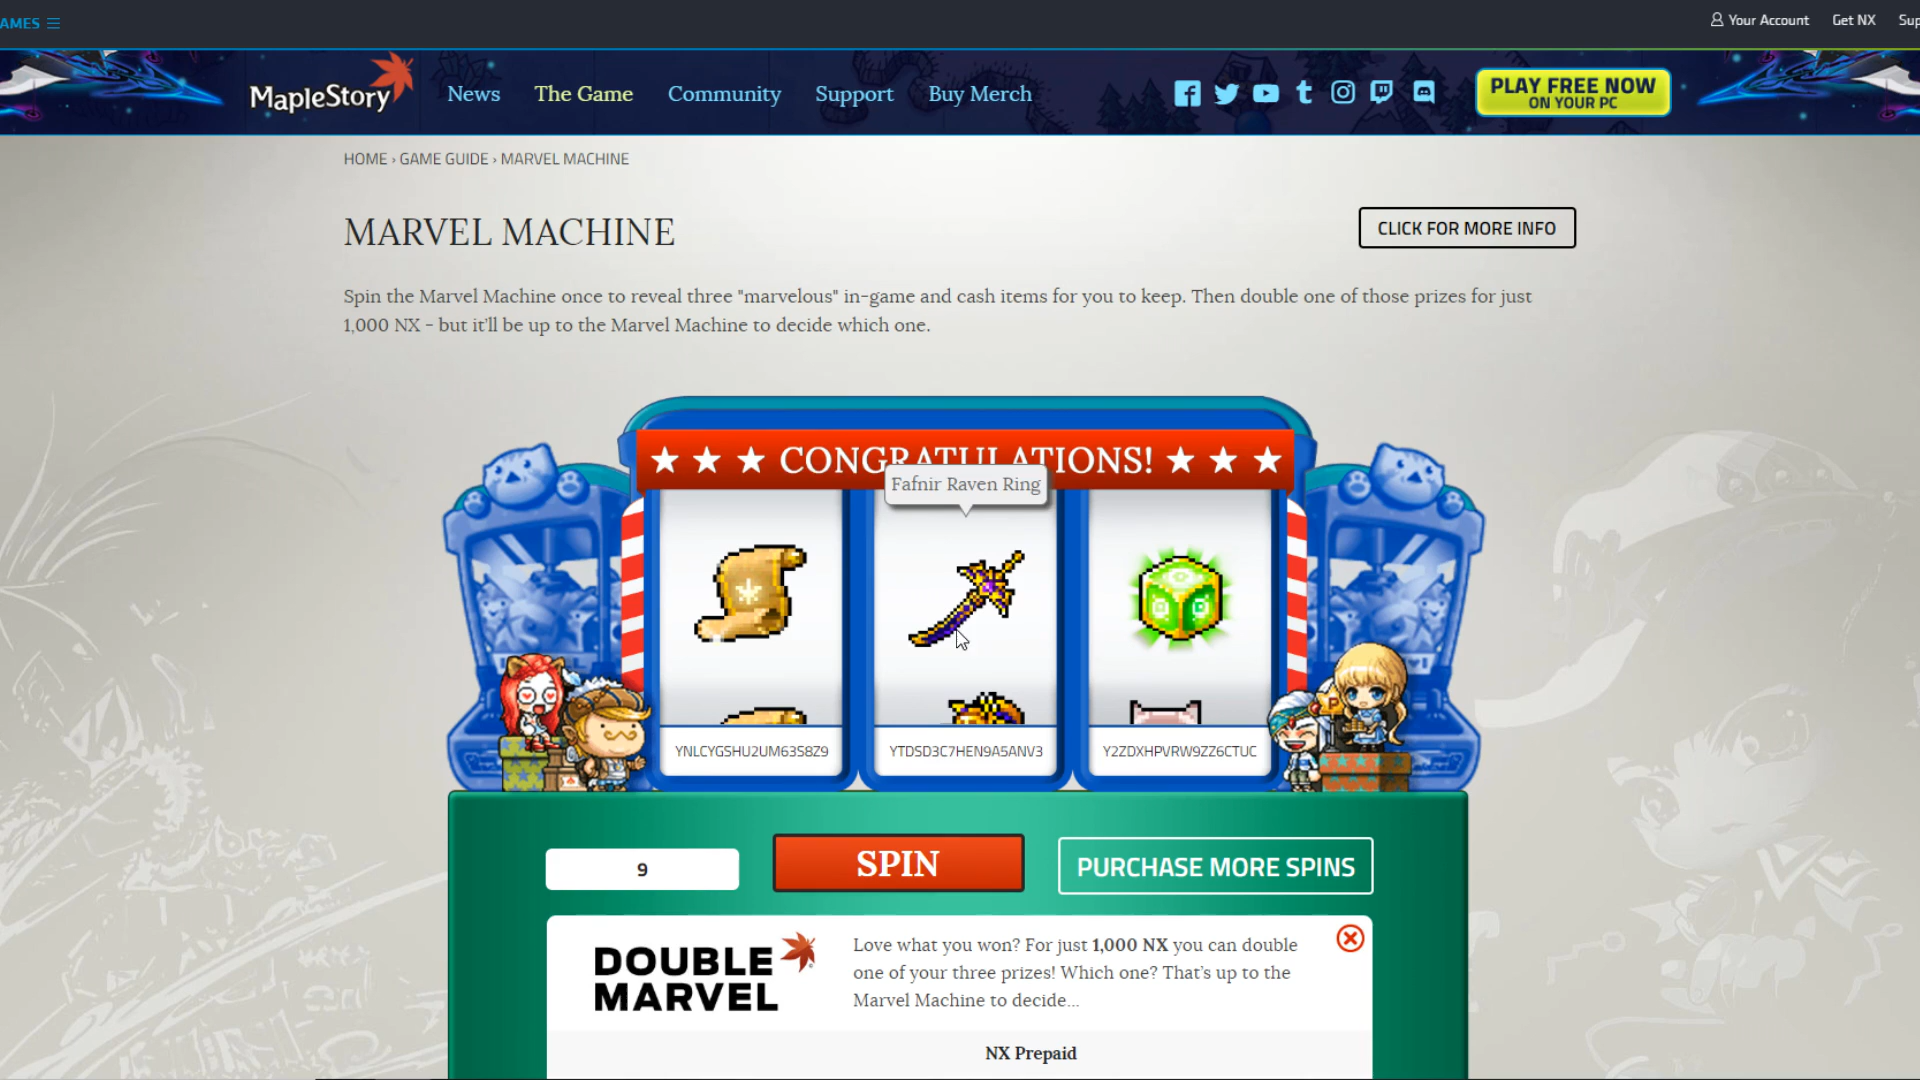 AMES
Your Account
Get NX
Sup
MapleStory
News
The Game
Community
Support
Buy Merch
PLAY FREE NOW
ON YOUR PC
HOME › GAME GUIDE › MARVEL MACHINE
MARVEL MACHINE
CLICK FOR MORE INFO
Spin the Marvel Machine once to reveal three "marvelous" in-game and cash items for you to keep. Then double one of those prizes for just
1,000 NX - but it'll be up to the Marvel Machine to decide which one.
CONGRATULATIONS!
Fafnir Raven Ring
YNLCYGSHU2UM63S8Z9
YTDSD3C7HEN9A5ANV3
Y2ZDXHPVRW9ZZ6CTUC
9
SPIN
PURCHASE MORE SPINS
DOUBLE
MARVEL
Love what you won? For just 1,000 NX you can double
one of your three prizes! Which one? That's up to the
Marvel Machine to decide...
NX Prepaid